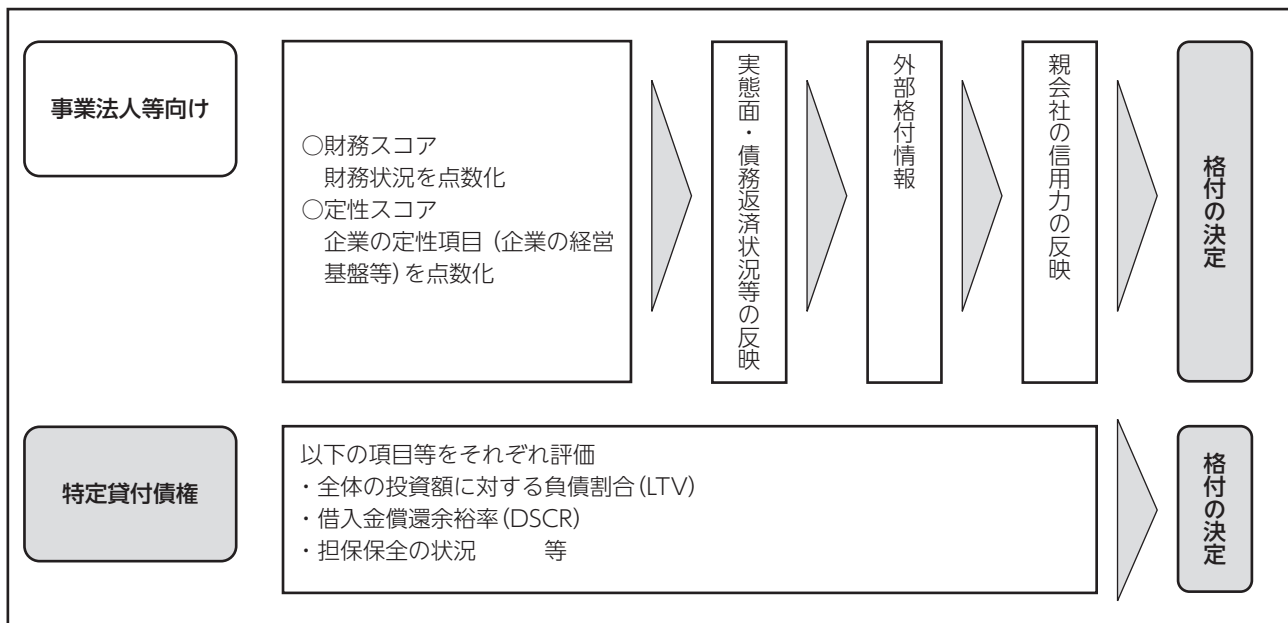 事業法人等向け
○財務スコア
財務状況を点数化
○定性スコア
企業の定性項目（企業の経営
基盤等）を点数化
実態面・債務返済状況等の反映
外部格付情報
親会社の信用力の反映
格付の決定
特定貸付債権
以下の項目等をそれぞれ評価
・全体の投資額に対する負債割合(LTV)
・借入金償還余裕率(DSCR)
・担保保全の状況　　等
格付の決定